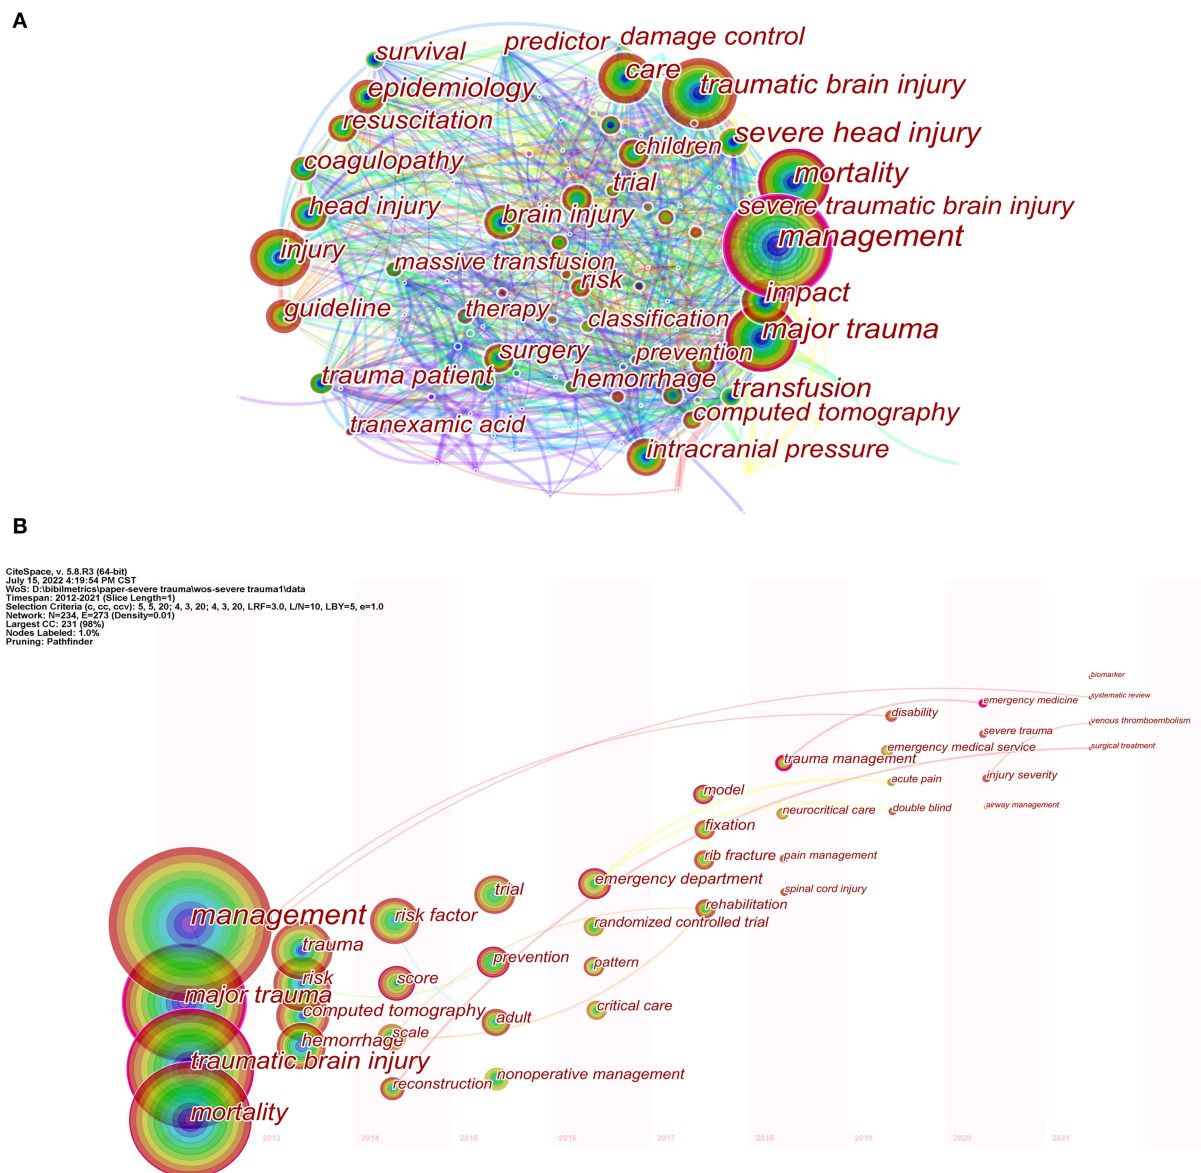 A
survival
predictor
damage control
care
epidemiology
traumatic brain injury
resuscitation
severe head injury
children
coagulopathy
mortality
trial
head injury
severe traumatic brain injury
brain injury
management
injury
massive transfusion
risk
impact
guideline
therapy
classification
major trauma
surgery
prevention
trauma patient
hemorrhage
transfusion
computed tomography
tranexamic acid
intracranial pressure
B
CiteSpace, v. 5.8.R3 (64-bit)
July 15, 2022 4:19:54 PM CST
WoS: D:\bibilmetrics\paper-severe trauma\wos-severe trauma1\data
Timespan: 2012-2021 (Slice Length=1)
Selection Criteria (c, cc, ccv): 5, 5, 20; 4, 3, 20; 4, 3, 20, LRF=3.0, L/N=10, LBY=5, e=1.0
Network: N=234, E=273 (Density=0.01)
Largest CC: 231 (98%)
Nodes Labeled: 1.0%
Pruning: Pathfinder
biomarker
systematic review
emergency medicine
disability
venous thromboembolism
severe trauma
emergency medical service
surgical treatment
trauma management
injury severity
acute pain
model
airway management
neurocritical care
double blind
fixation
rib fracture
pain management
emergency department
trial
spinal cord injury
rehabilitation
management
risk factor
randomized controlled trial
trauma
prevention
pattern
risk
score
major trauma
critical care
computed tomography
adult
scale
hemorrhage
traumatic brain injury
nonoperative management
reconstruction
mortality
2013
2014
2015
2016
2017
2018
2019
2020
2021